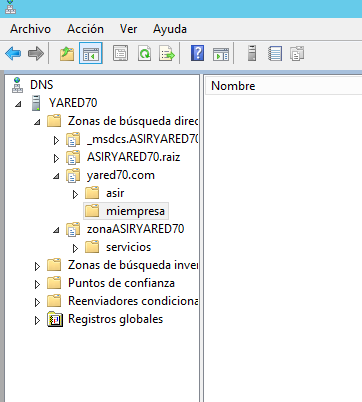 Archivo Acción Ver Ayuda
DNS Nombre
YARED70
Zonas de búsqueda direc
_msdcs.ASIRYARED70
ASIRYARED70.raiz
yared70.com
asir
miempresa
zonaASIRYARED70
servicios
Zonas de búsqueda inver
Puntos de confianza
Reenviadores condiciona
Registros globales